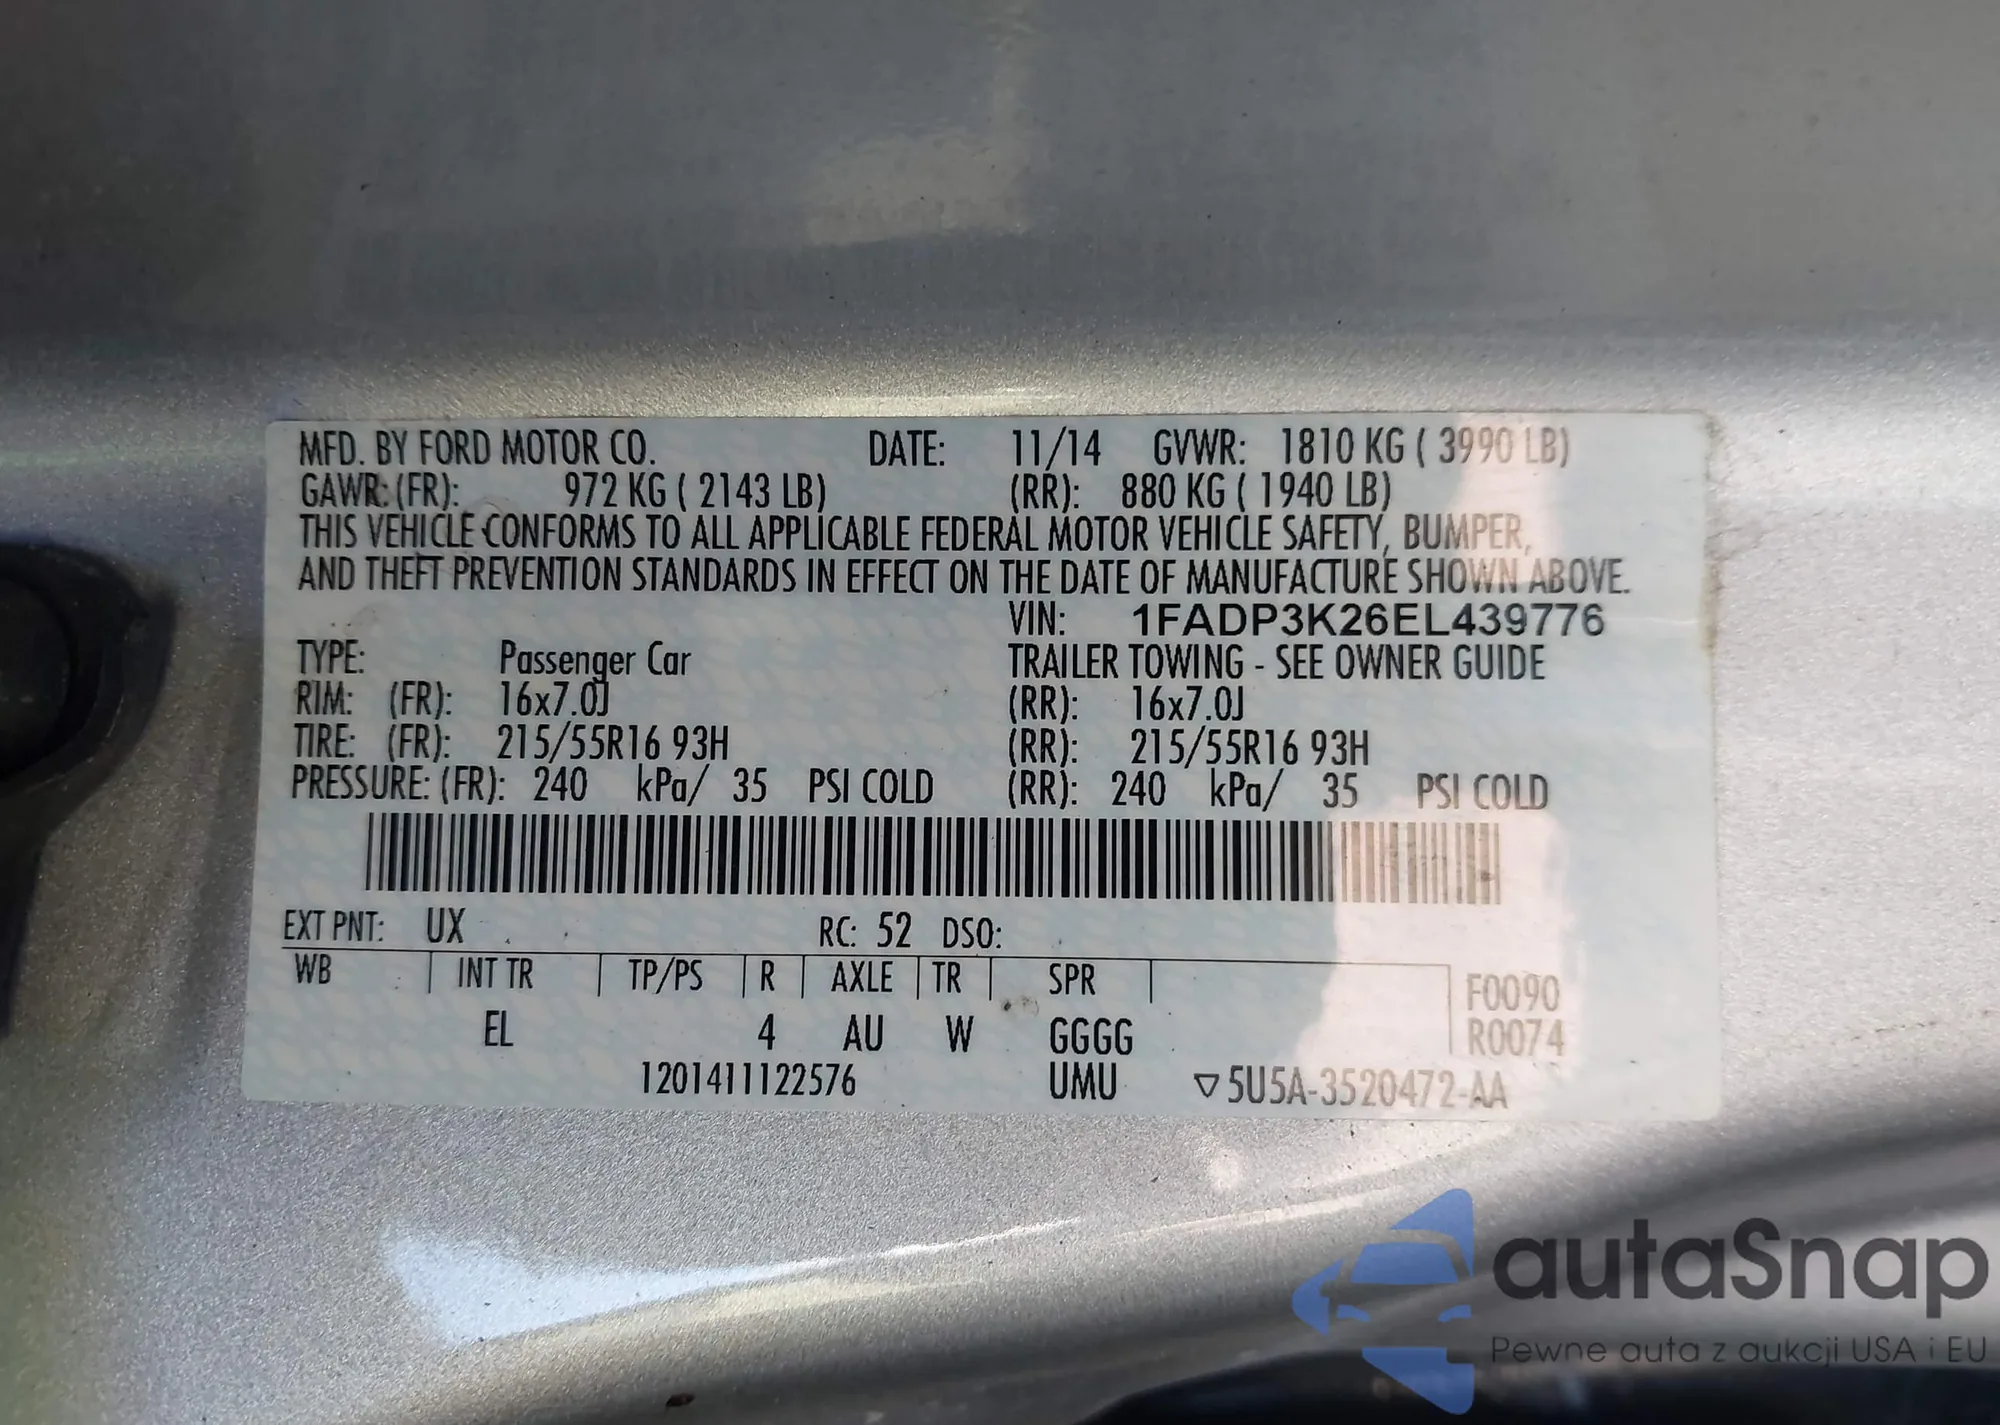 MFD. BY FORD MOTOR CO. DATE: 11/14 GVWR: 1810 KG ( 3990 LB)
GAWR: (FR): 972 KG ( 2143 LB) (RR): 880 KG ( 1940 LB)
THIS VEHICLE CONFORMS TO ALL APPLICABLE FEDERAL MOTOR VEHICLE SAFETY, BUMPER,
AND THEFT PREVENTION STANDARDS IN EFFECT ON THE DATE OF MANUFACTURE SHOWN ABOVE.
VIN: 1FADP3K26EL439776
TYPE: Passenger Car TRAILER TOWING - SEE OWNER GUIDE
RIM: (FR): 16x7.0J (RR): 16x7.0J
TIRE: (FR): 215/55R16 93H (RR): 215/55R16 93H
PRESSURE: (FR): 240 kPa/ 35 PSI COLD (RR): 240 kPa/ 35 PSI COLD
EXT PNT: UX RC: 52 DSO:
WB INT TR TP/PS R AXLE TR SPR F0090
EL 4 AU W GGGG R0074
1201411122576 UMU ▽5U5A-3520472-AA
autaSnap
Pewne auta z aukcji USA i EU